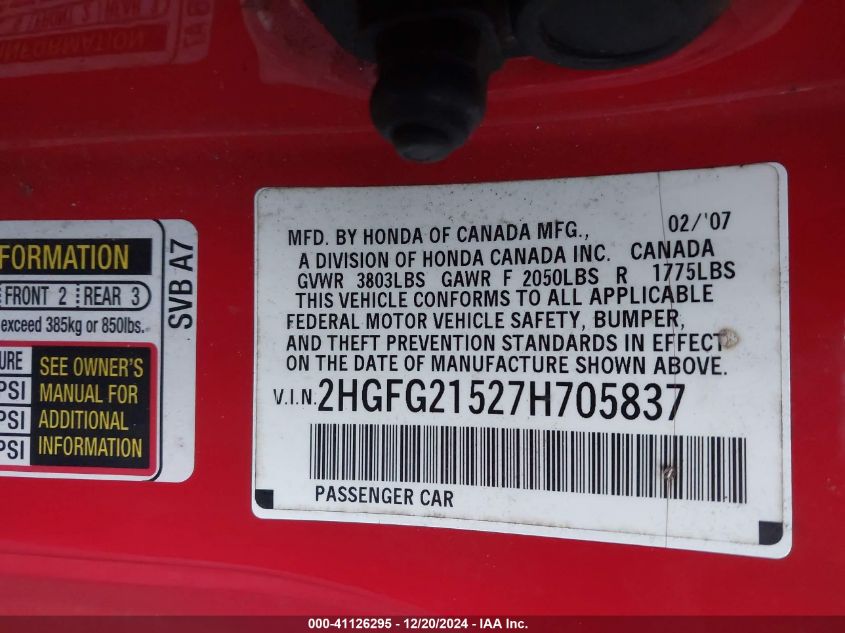 FORMATION
FRONT 2 REAR 3
exceed 385kg or 850lbs.
SEE OWNER'S
PSI MANUAL FOR
PSI ADDITIONAL
PSI INFORMATION
SVB A7
02/'07
MFD. BY HONDA OF CANADA MFG.,
A DIVISION OF HONDA CANADA INC. CANADA
GVWR 3803LBS GAWR F 2050LBS R 1775LBS
THIS VEHICLE CONFORMS TO ALL APPLICABLE
FEDERAL MOTOR VEHICLE SAFETY, BUMPER,
AND THEFT PREVENTION STANDARDS IN EFFECT
ON THE DATE OF MANUFACTURE SHOWN ABOVE.
V.I.N. 2HGFG21527H705837
PASSENGER CAR
000-41126295 - 12/20/2024 - IAA Inc.